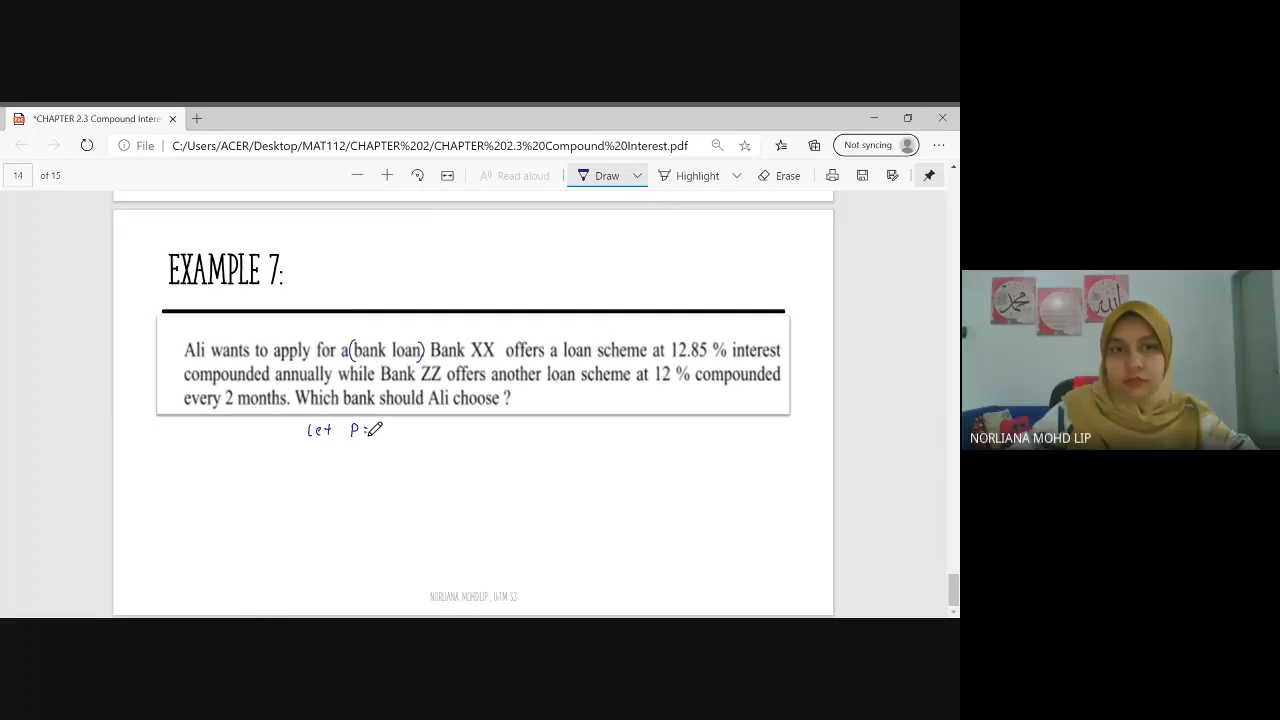 *CHAPTER 2.3 Compound Intere
File | C:/Users/ACER/Desktop/MAT112/CHAPTER%202/CHAPTER%202.3%20Compound%20Interest.pdf
Not syncing
14 of 15
Read aloud
Draw
Highlight
Erase
EXAMPLE 7:
Ali wants to apply for a (bank loan) Bank XX offers a loan scheme at 12.85 % interest
compounded annually while Bank ZZ offers another loan scheme at 12 % compounded
every 2 months. Which bank should Ali choose ?
Let P =
NORLIANA MOHD LIP , UiTM S3
NORLIANA MOHD LIP